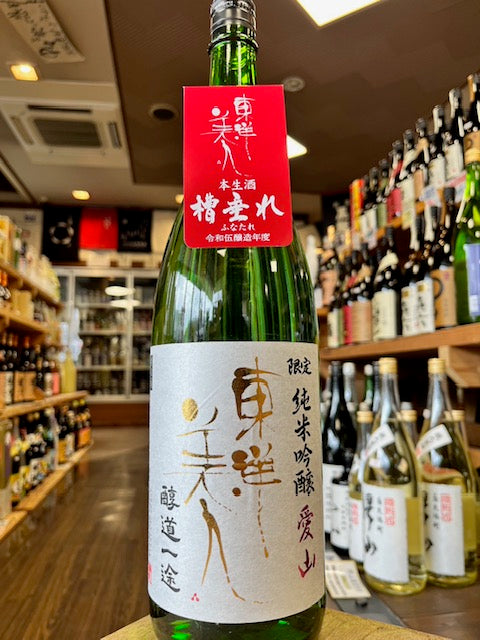 東洋
美人
本生酒
槽垂れ
ふなたれ
令和伍醸造年度
限定 純米吟醸 愛山
東洋
美人
醇道一途